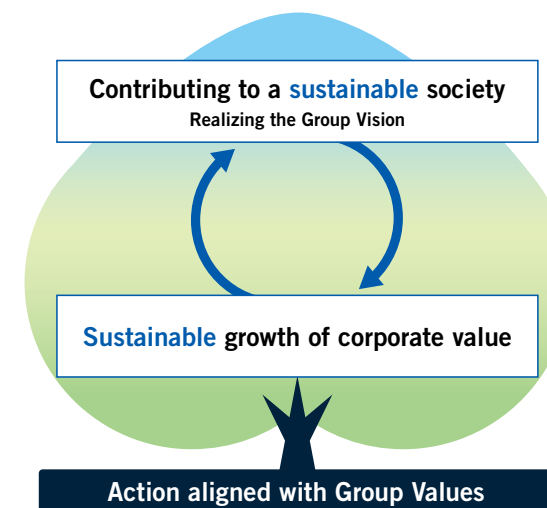 Contributing to a sustainable society
Realizing the Group Vision
Sustainable growth of corporate value
Action aligned with Group Values